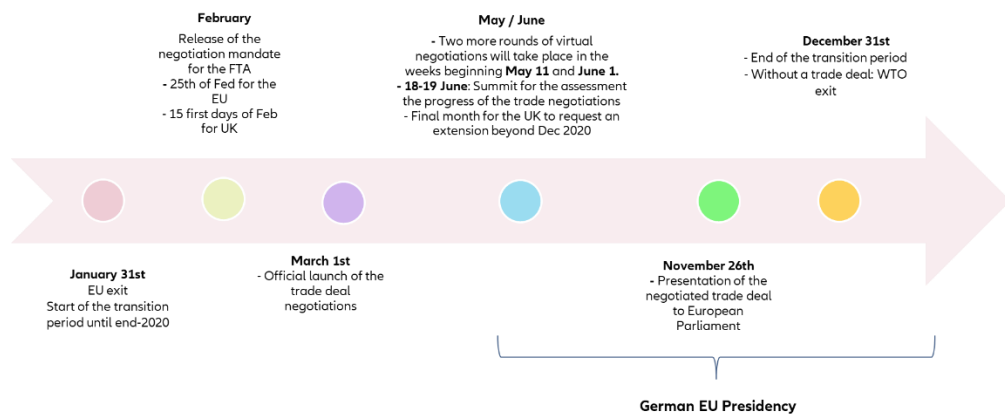 February
Release of the
negotiation mandate
for the FTA
- 25th of Fed for the
EU
- 15 first days of Feb
for UK
May / June
- Two more rounds of virtual
negotiations will take place in the
weeks beginning May 11 and June 1.
- 18-19 June: Summit for the assessment
the progress of the trade negotiations
- Final month for the UK to request an
extension beyond Dec 2020
December 31st
- End of the transition period
- Without a trade deal: WTO
exit
January 31st
EU exit
Start of the transition
period until end-2020
March 1st
- Official launch of the
trade deal
negotiations
November 26th
- Presentation of the
negotiated trade deal
to European
Parliament
German EU Presidency